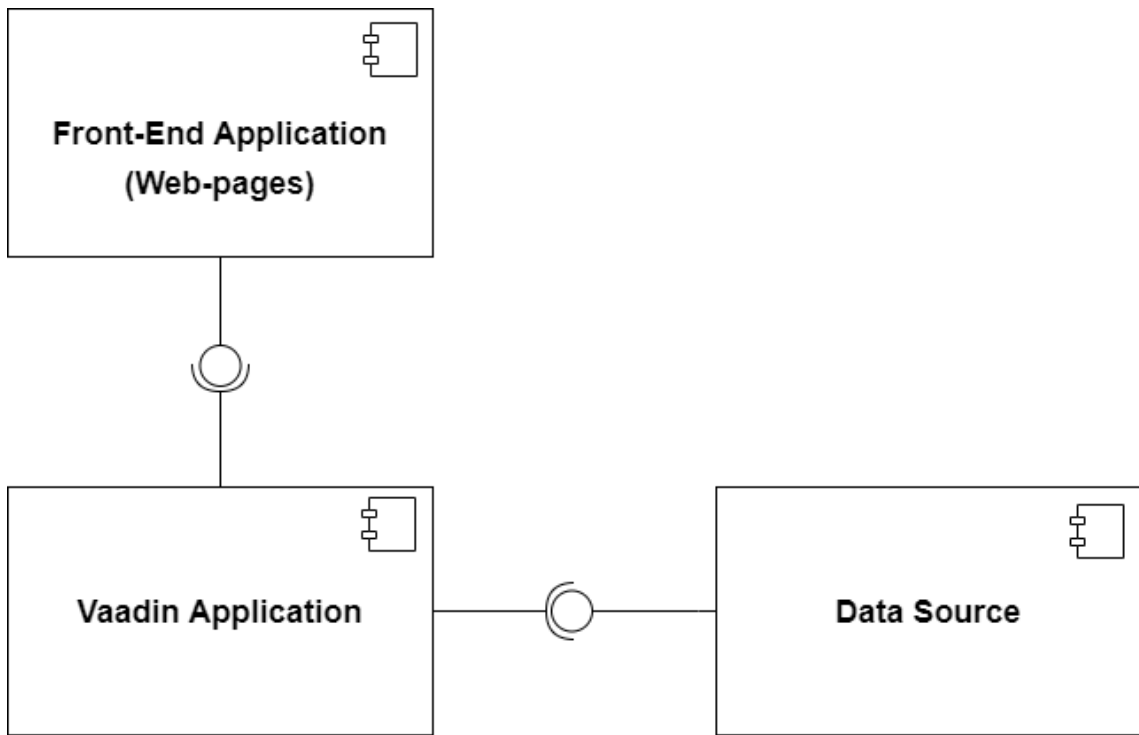 Front-End Application
(Web-pages)
Vaadin Application
Data Source